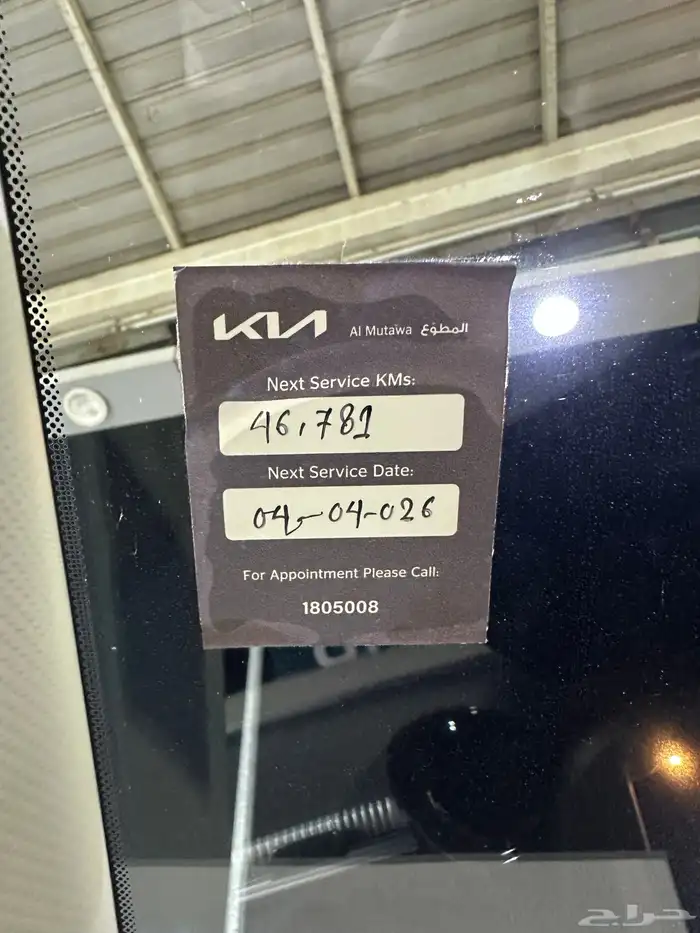 KIA Al Mutawa المطوع
Next Service KMs:
46,781
Next Service Date:
04-04-026
For Appointment Please Call:
1805008
حراج